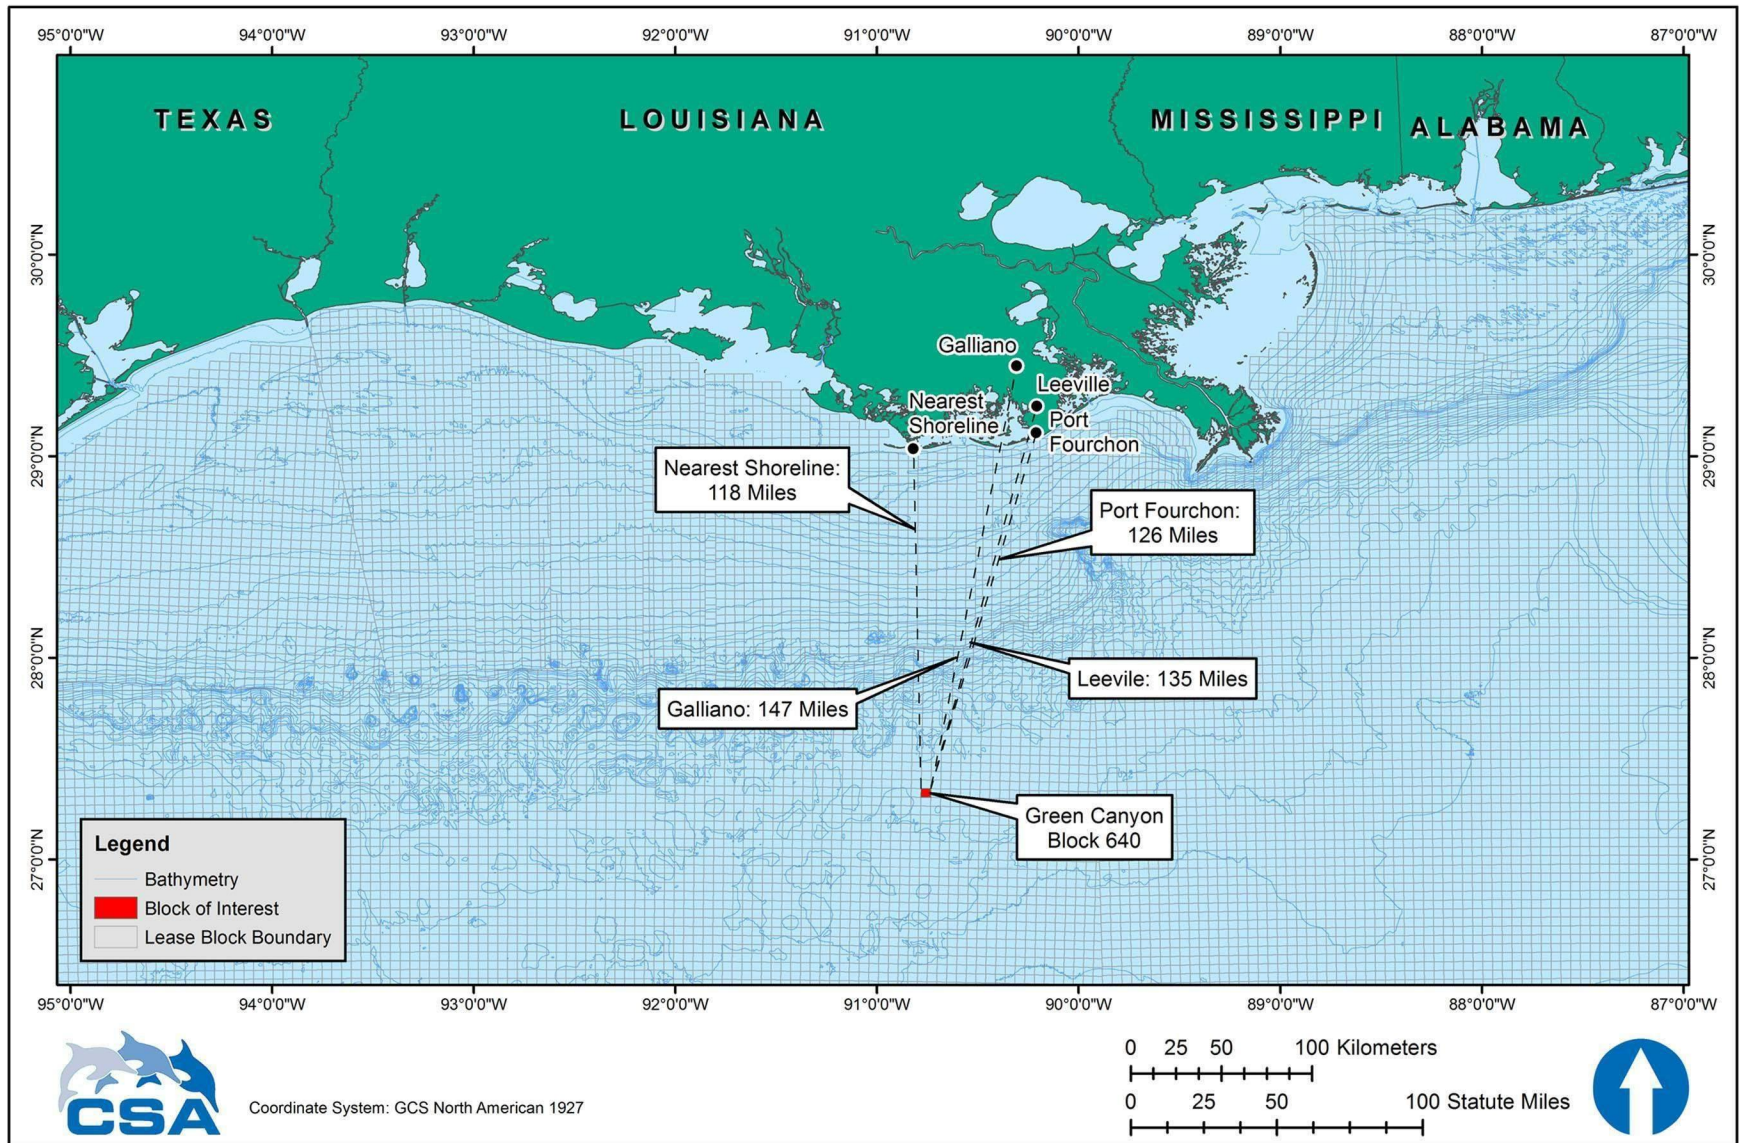 95°0'0"W 94°0'0"W 93°0'0"W 92°0'0"W 91°0'0"W 90°0'0"W 89°0'0"W 88°0'0"W 87°0'0"W
TEXAS
LOUISIANA
MISSISSIPPI
ALABAMA
30°0'0"N
30°0'0"N
Galliano
Leeville
Nearest
Shoreline
Port
Fourchon
29°0'0"N
29°0'0"N
Nearest Shoreline:
118 Miles
Port Fourchon:
126 Miles
28°0'0"N
28°0'0"N
Leevile: 135 Miles
Galliano: 147 Miles
Green Canyon
Block 640
27°0'0"N
27°0'0"N
Legend
Bathymetry
Block of Interest
Lease Block Boundary
95°0'0"W 94°0'0"W 93°0'0"W 92°0'0"W 91°0'0"W 90°0'0"W 89°0'0"W 88°0'0"W 87°0'0"W
CSA
Coordinate System: GCS North American 1927
0 25 50 100 Kilometers
0 25 50 100 Statute Miles